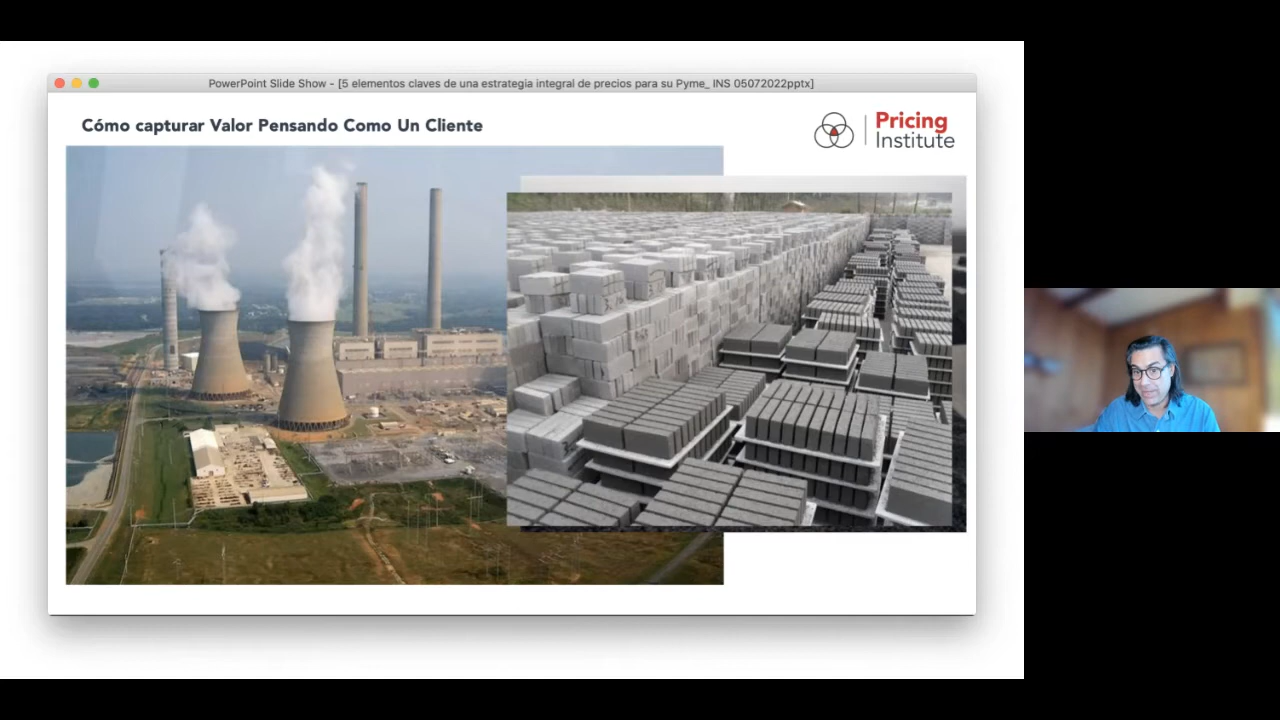 PowerPoint Slide Show - [5 elementos claves de una estrategia integral de precios para su Pyme_ INS 05072022pptx]
Cómo capturar Valor Pensando Como Un Cliente
Pricing
Institute